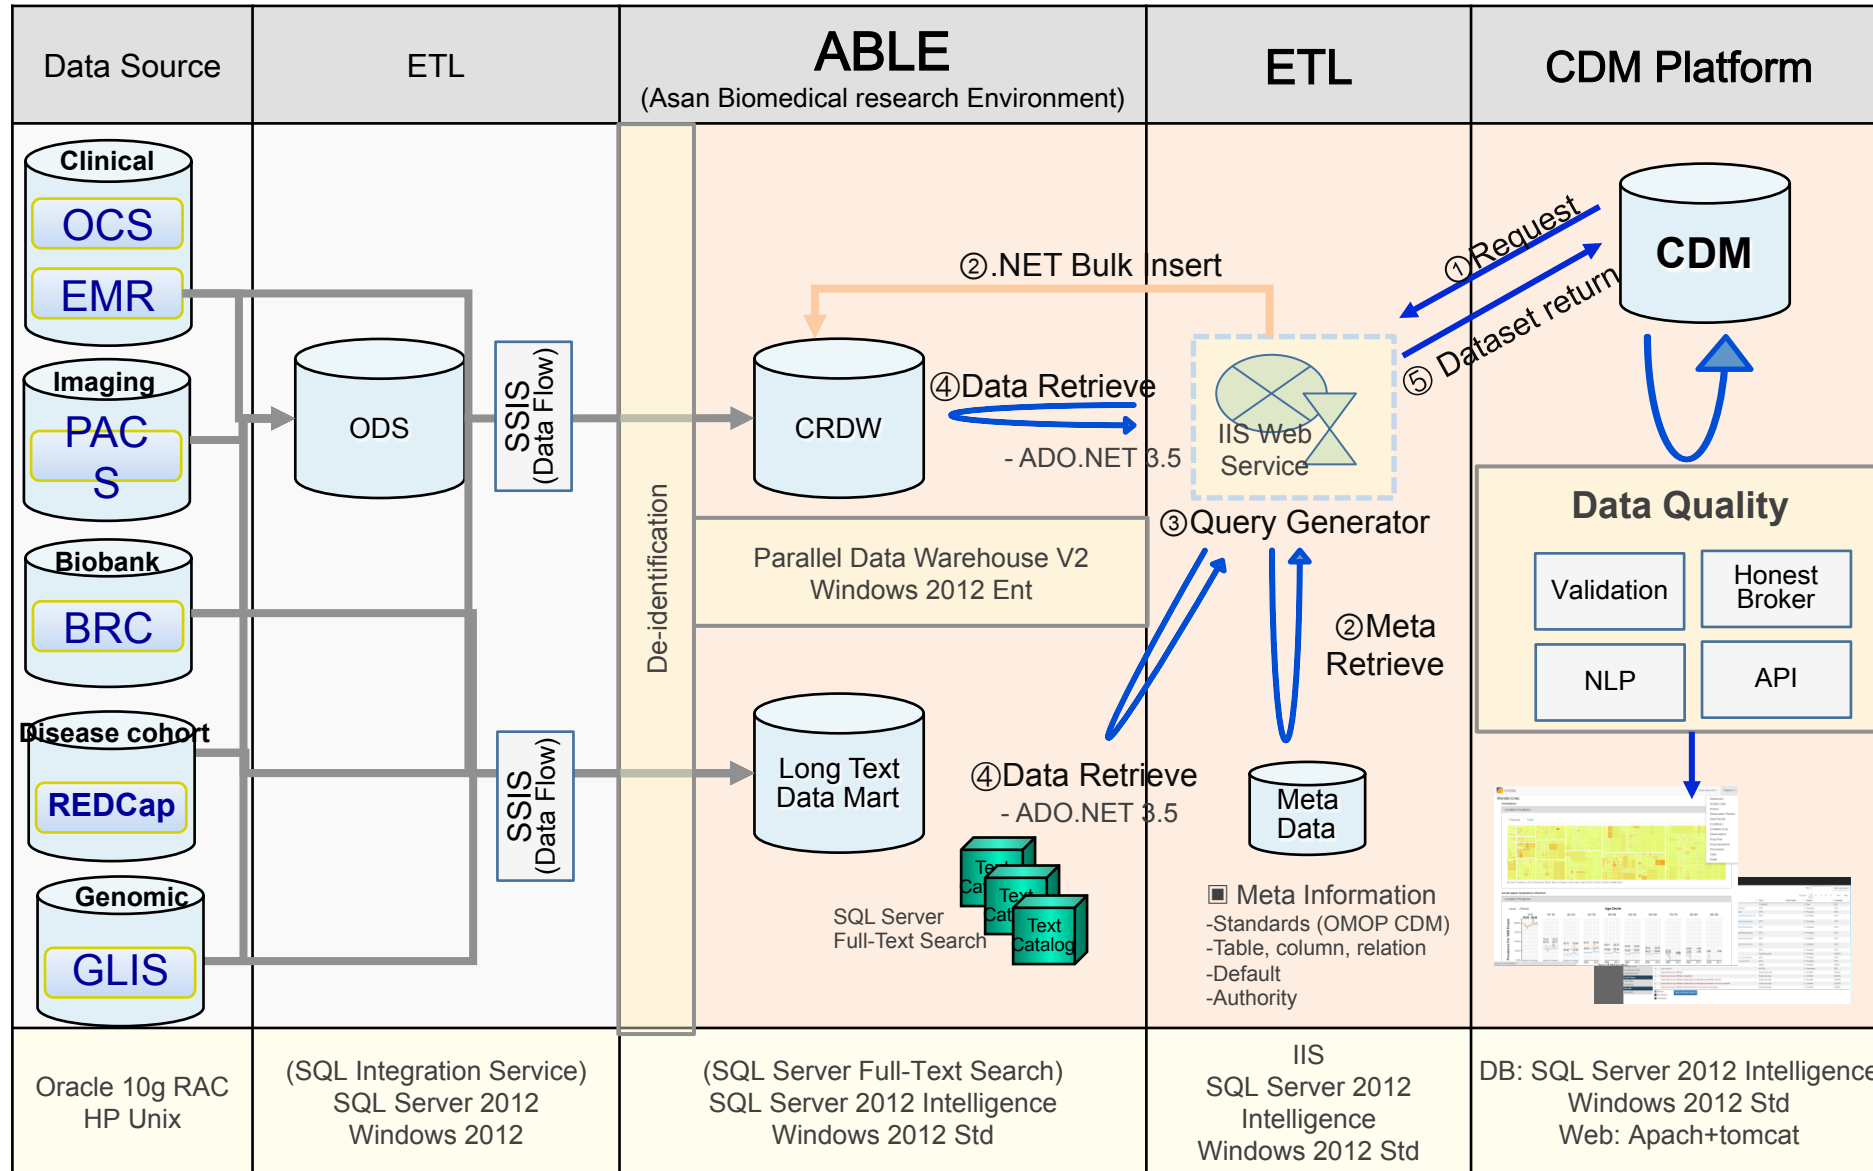 Data Source
ETL
ABLE
(Asan Biomedical research Environment)
ETL
CDM Platform
Clinical
OCS
EMR
Imaging
PAC
S
Biobank
BRC
Disease cohort
REDCap
Genomic
GLIS
ODS
SSIS
(Data Flow)
SSIS
(Data Flow)
De-identification
②.NET Bulk Insert
CRDW
④Data Retrieve
- ADO.NET 3.5
Parallel Data Warehouse V2
Windows 2012 Ent
Long Text
Data Mart
④Data Retrieve
- ADO.NET 3.5
SQL Server
Full-Text Search
Text
Catalog
Text
Catalog
Text
Catalog
IIS Web
Service
③Query Generator
②Meta
Retrieve
Meta
Data
▣ Meta Information
-Standards (OMOP CDM)
-Table, column, relation
-Default
-Authority
①Request
⑤ Dataset return
CDM
Data Quality
Validation
Honest
Broker
NLP
API
Oracle 10g RAC
HP Unix
(SQL Integration Service)
SQL Server 2012
Windows 2012
(SQL Server Full-Text Search)
SQL Server 2012 Intelligence
Windows 2012 Std
IIS
SQL Server 2012
Intelligence
Windows 2012 Std
DB: SQL Server 2012 Intelligence
Windows 2012 Std
Web: Apach+tomcat